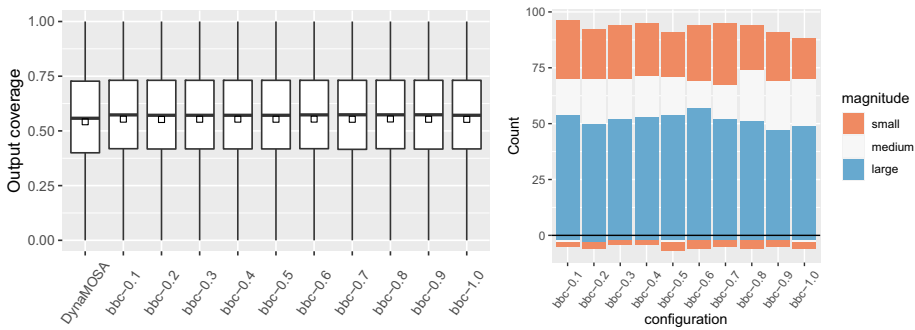 Output coverage
1.00
0.75
0.50
0.25
0.00
DynaMOSA
bbc-0.1
bbc-0.2
bbc-0.3
bbc-0.4
bbc-0.5
bbc-0.6
bbc-0.7
bbc-0.8
bbc-0.9
bbc-1.0
Count
100
75
50
25
0
bbc-0.1
bbc-0.2
bbc-0.3
bbc-0.4
bbc-0.5
bbc-0.6
bbc-0.7
bbc-0.8
bbc-0.9
bbc-1.0
configuration
magnitude
small
medium
large